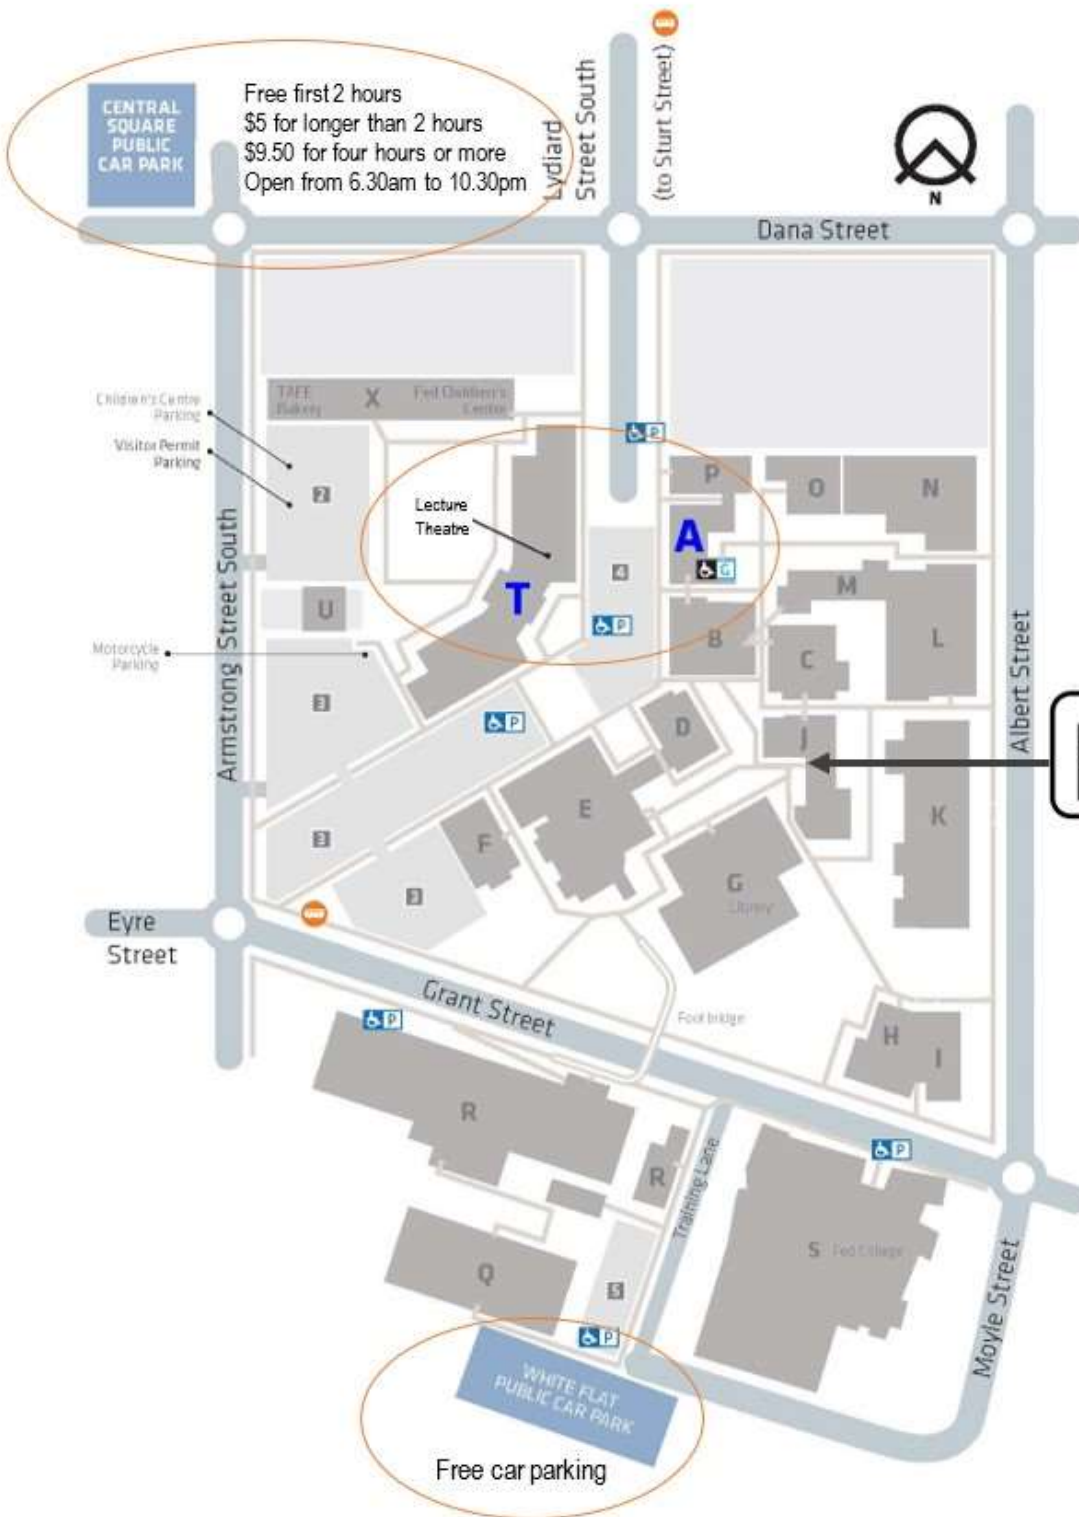 CENTRAL
SQUARE
PUBLIC
CAR PARK
Free first 2 hours
$5 for longer than 2 hours
$9.50 for four hours or more
Open from 6.30am to 10.30pm
Lydiard
Street South
(to Sturt Street)
N
Dana Street
TAFE
Bakery
X
Fed Children's
Centre
Children's Centre
Parking
Visitor Permit
Parking
2
Lecture
Theatre
P
P
O
N
A
G
4
T
M
U
P
B
C
L
Motorcycle
Parking
Armstrong Street South
Albert Street
3
P
D
J
E
K
3
F
3
G
Library
Eyre
Street
Grant Street
Foot bridge
P
H
I
R
R
P
Training Lane
S
Fed College
Q
5
Moyle Street
P
WHITE FLAT
PUBLIC CAR PARK
Free car parking